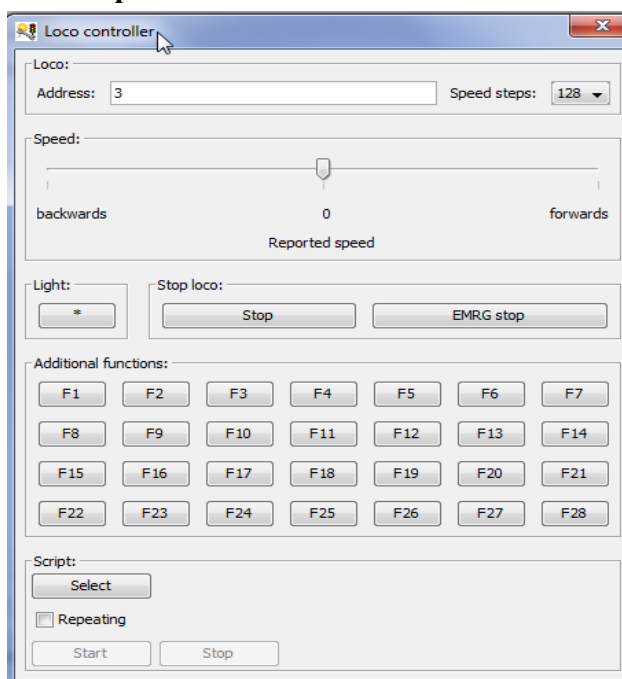 Loco controller
Loco:
Address: 3 Speed steps: 128
Speed:
backwards 0 forwards
Reported speed
Light: Stop loco:
* Stop EMRG stop
Additional functions:
F1 F2 F3 F4 F5 F6 F7
F8 F9 F10 F11 F12 F13 F14
F15 F16 F17 F18 F19 F20 F21
F22 F23 F24 F25 F26 F27 F28
Script:
Select
Repeating
Start Stop